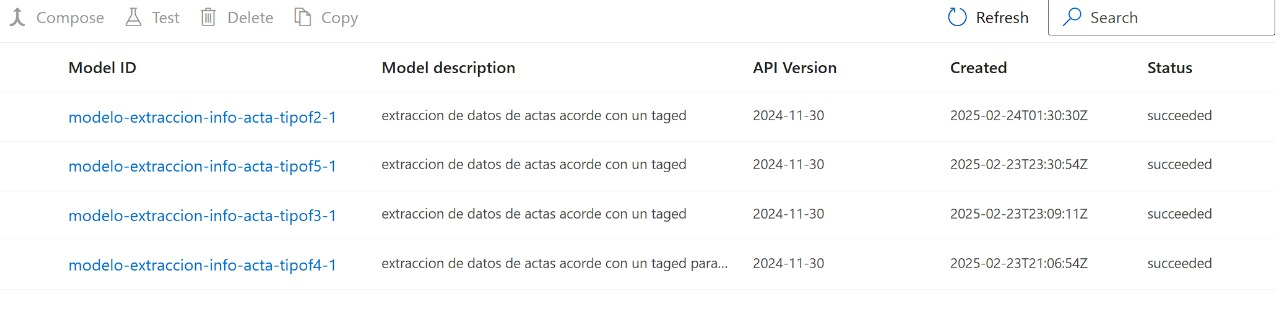 Compose Test Delete Copy Refresh Search
Model ID Model description API Version Created Status
modelo-extraccion-info-acta-tipof2-1 extraccion de datos de actas acorde con un taged 2024-11-30 2025-02-24T01:30:30Z succeeded
modelo-extraccion-info-acta-tipof5-1 extraccion de datos de actas acorde con un taged 2024-11-30 2025-02-23T23:30:54Z succeeded
modelo-extraccion-info-acta-tipof3-1 extraccion de datos de actas acorde con un taged 2024-11-30 2025-02-23T23:09:11Z succeeded
modelo-extraccion-info-acta-tipof4-1 extraccion de datos de actas acorde con un taged para... 2024-11-30 2025-02-23T21:06:54Z succeeded